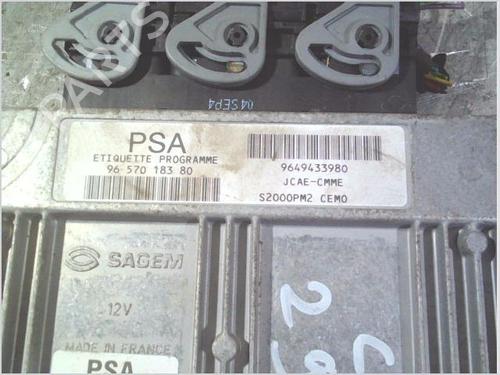 PARTS
04SEP4
PSA
ETIQUETTE PROGRAMME
96 570 183 80
9649433980
JCAE-CMME
S2000PM2 CEMO
SAGEM
12V
MADE IN FRANCE
PSA